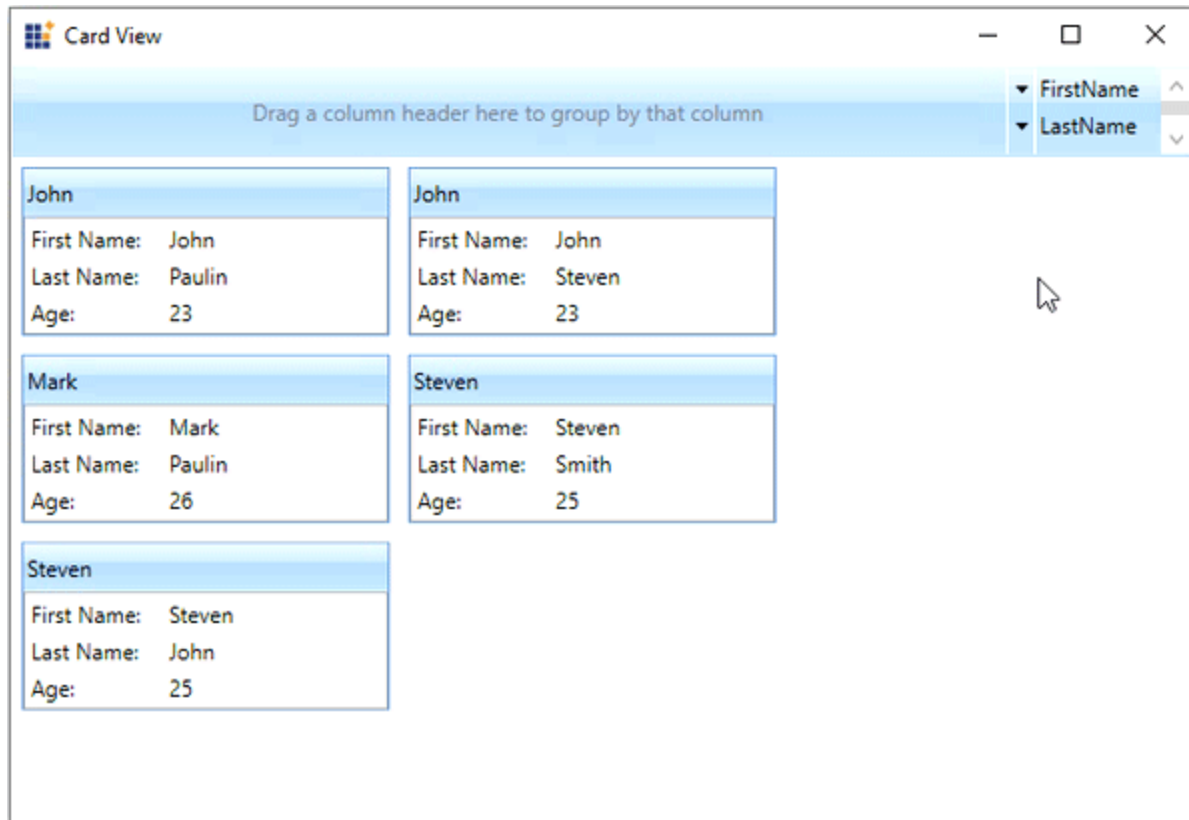 Card View
Drag a column header here to group by that column
FirstName
LastName
John
First Name: John
Last Name: Paulin
Age: 23
John
First Name: John
Last Name: Steven
Age: 23
Mark
First Name: Mark
Last Name: Paulin
Age: 26
Steven
First Name: Steven
Last Name: Smith
Age: 25
Steven
First Name: Steven
Last Name: John
Age: 25